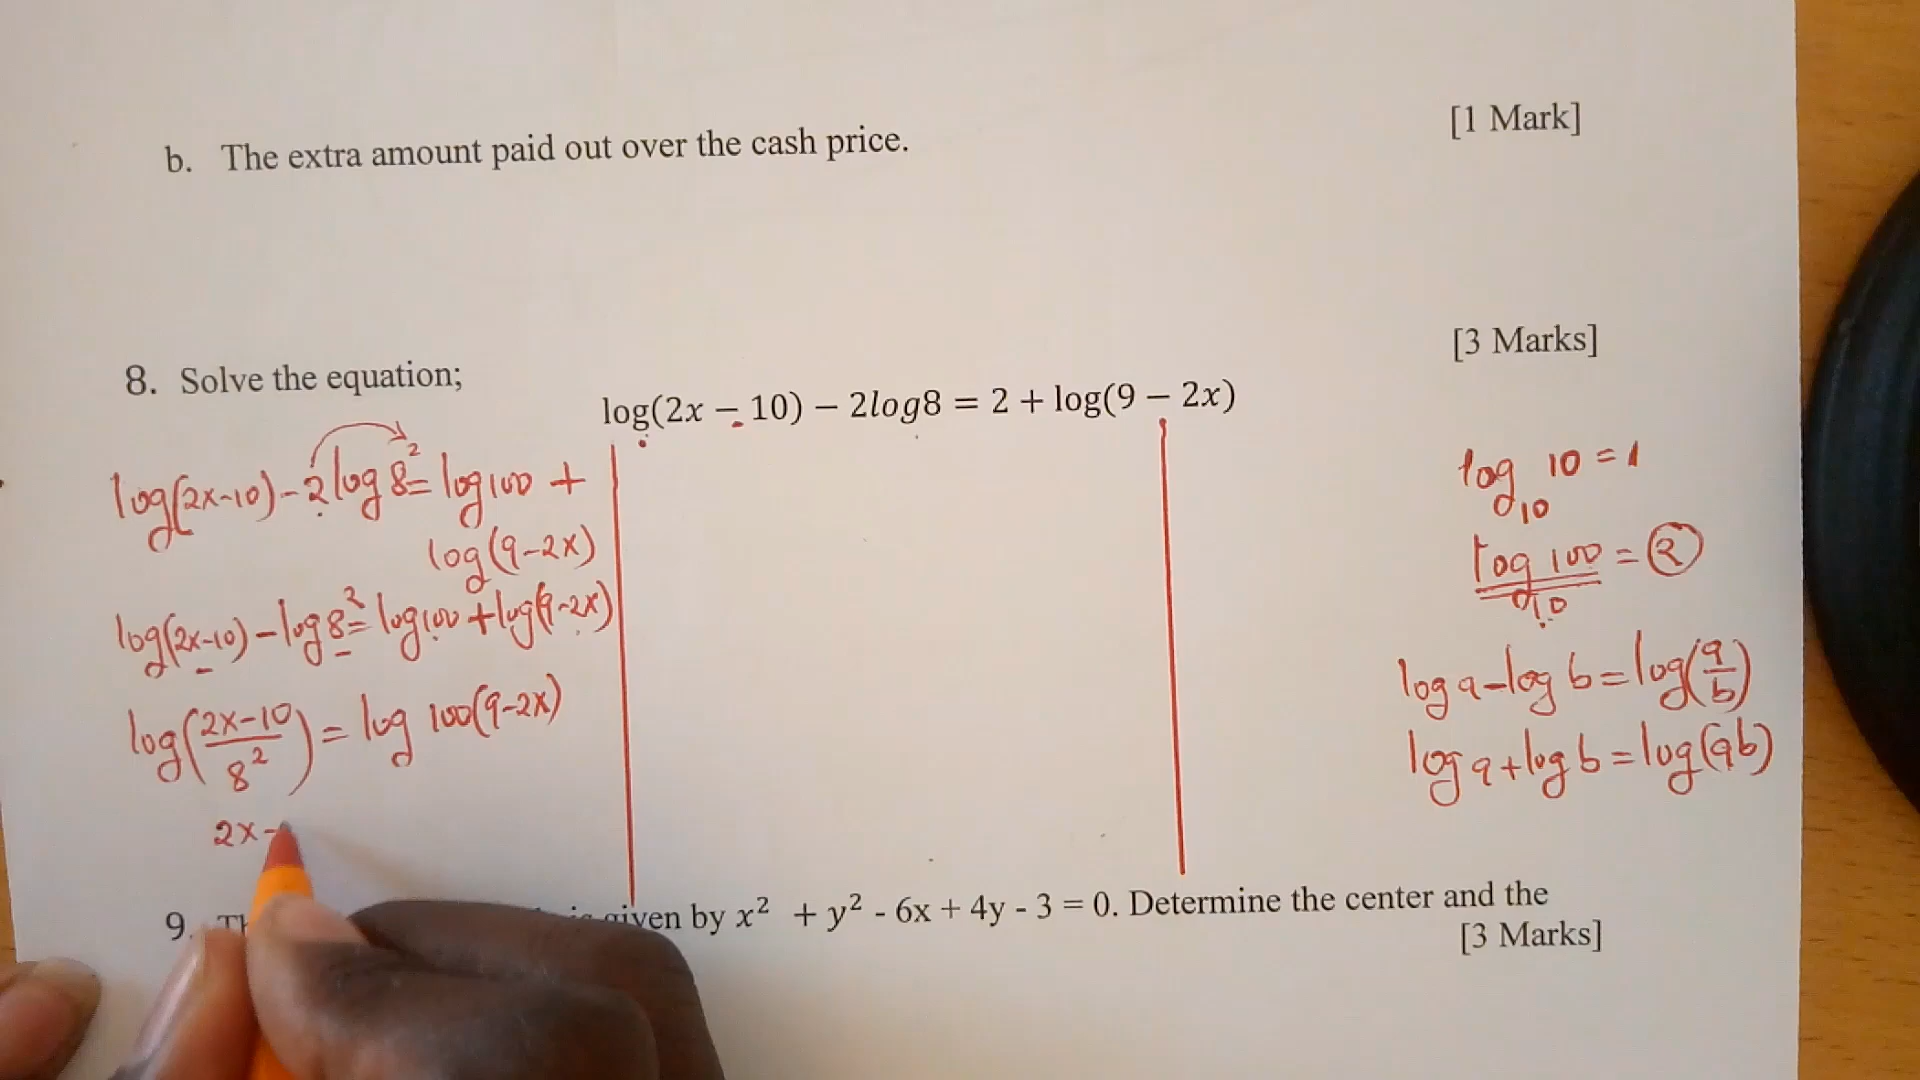 b. The extra amount paid out over the cash price. [1 Mark]
8. Solve the equation; [3 Marks]
log(2x − 10) − 2log8 = 2 + log(9 − 2x)
log(2x-10) - 2log 8² = log100 +
log(9-2x)
log(2x-10) - log 8² = log100 + log(9-2x)
log((2x-10)/8²) = log 100(9-2x)
2x -
log₁₀ 10 = 1
log₁₀ 100 = 2
log a - log b = log(a/b)
log a + log b = log(ab)
9. given by x² + y² - 6x + 4y - 3 = 0. Determine the center and the
[3 Marks]